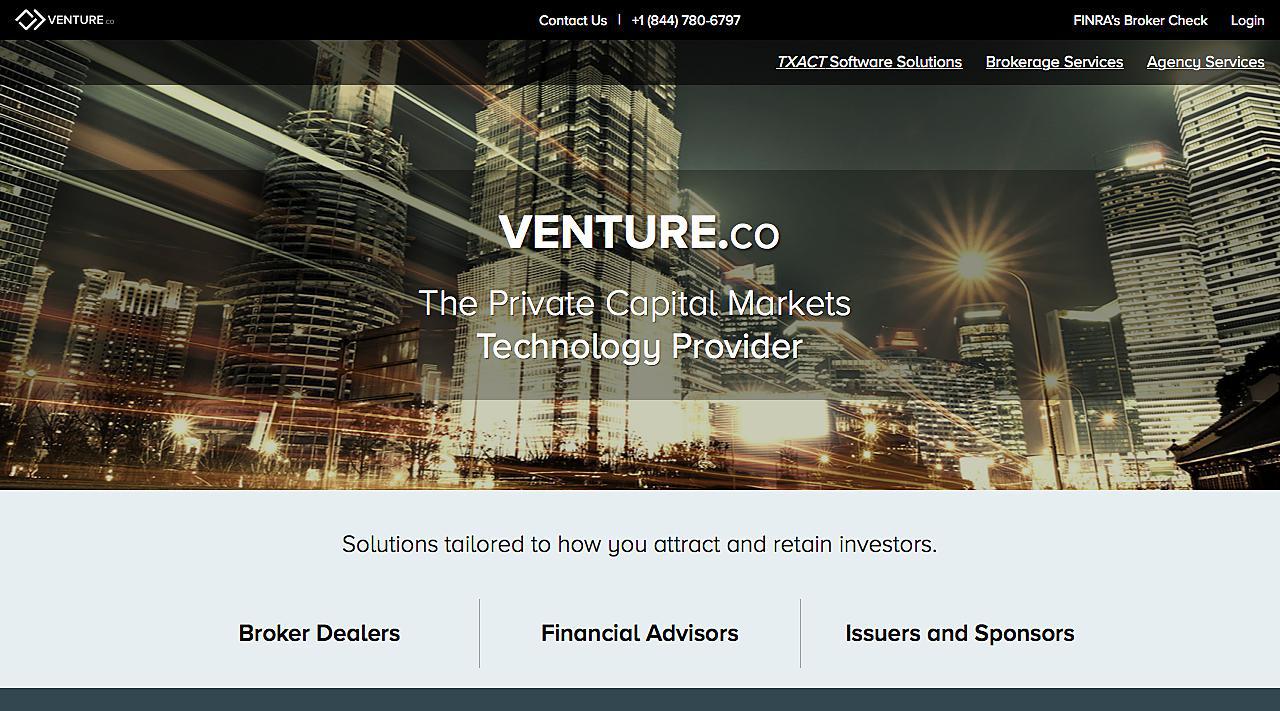 VENTURE.co
Contact Us | +1 (844) 780-6797
FINRA's Broker Check
Login
TXACT Software Solutions
Brokerage Services
Agency Services
VENTURE.co
The Private Capital Markets
Technology Provider
Solutions tailored to how you attract and retain investors.
Broker Dealers
Financial Advisors
Issuers and Sponsors